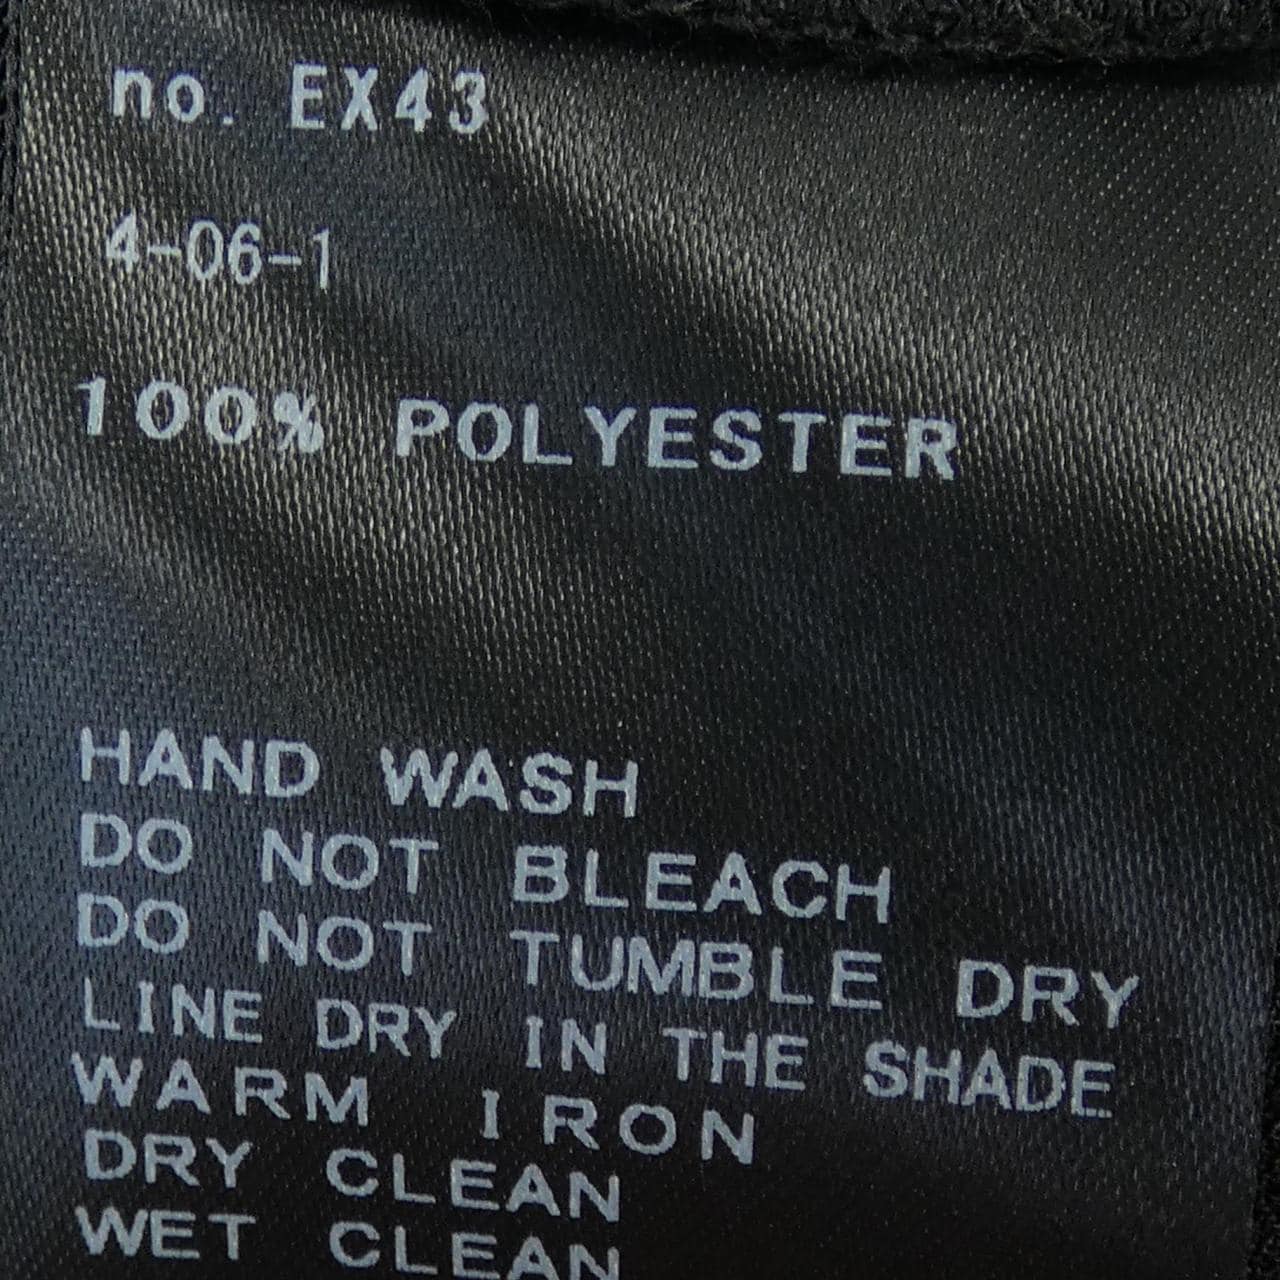 no. EX43
4-06-1
100% POLYESTER
HAND WASH
DO NOT BLEACH
DO NOT TUMBLE DRY
LINE DRY IN THE SHADE
WARM IRON
DRY CLEAN
WET CLEAN